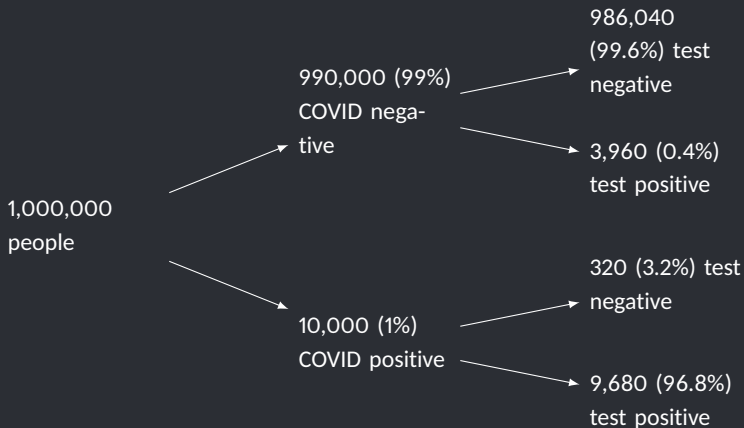 1,000,000
people
990,000 (99%)
COVID nega-
tive
10,000 (1%)
COVID positive
986,040
(99.6%) test
negative
3,960 (0.4%)
test positive
320 (3.2%) test
negative
9,680 (96.8%)
test positive